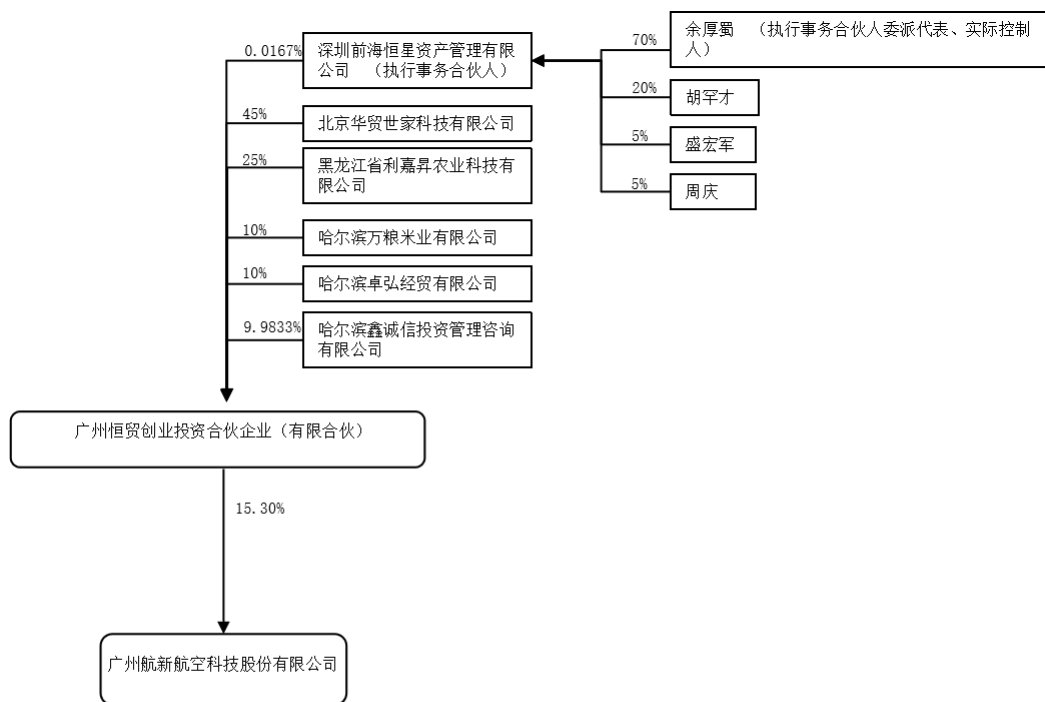 0.0167%
深圳前海恒星资产管理有限
公司 （执行事务合伙人）
70%
余厚蜀 （执行事务合伙人委派代表、实际控制
人）
20%
胡罕才
45%
北京华贸世家科技有限公司
5%
盛宏军
25%
黑龙江省利嘉昇农业科技有
限公司
5%
周庆
10%
哈尔滨万粮米业有限公司
10%
哈尔滨卓弘经贸有限公司
9.9833%
哈尔滨鑫诚信投资管理咨询
有限公司
广州恒贸创业投资合伙企业（有限合伙）
15.30%
广州航新航空科技股份有限公司